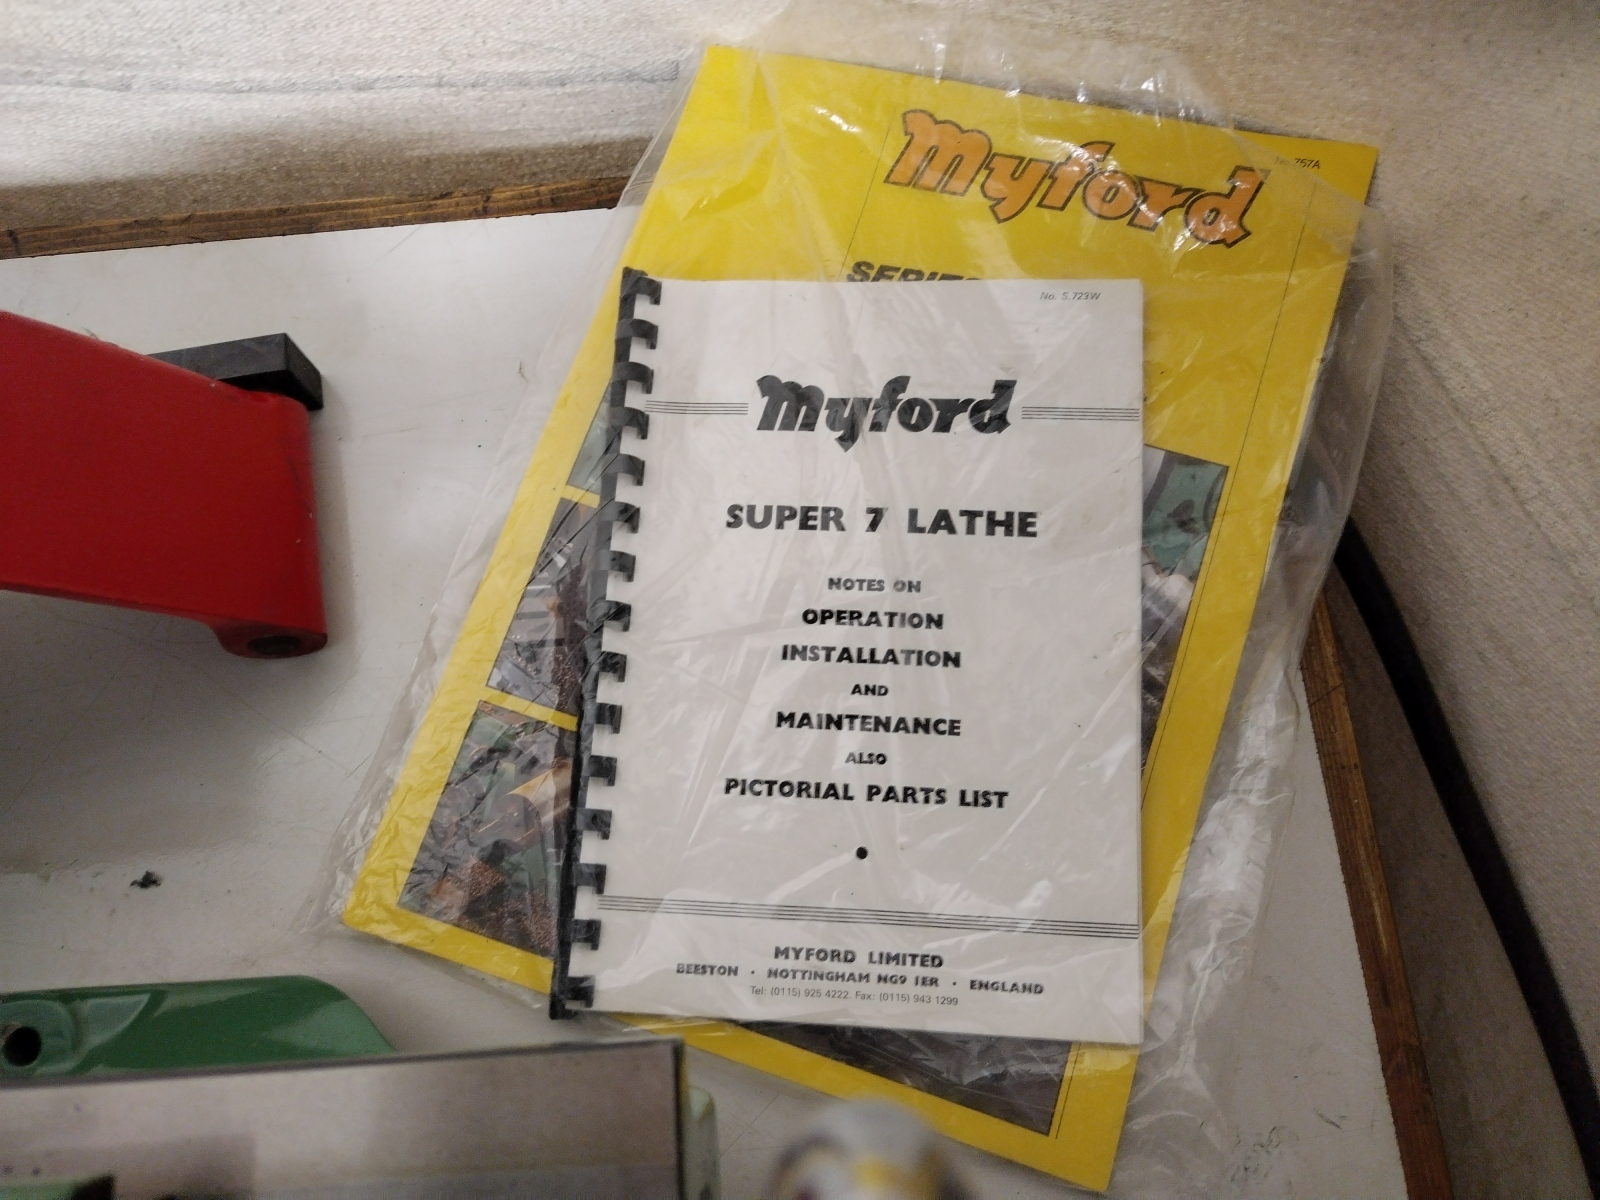 Myford
No. 757A
SERIES
No. S.723W
Myford
SUPER 7 LATHE
NOTES ON
OPERATION
INSTALLATION
AND
MAINTENANCE
ALSO
PICTORIAL PARTS LIST
MYFORD LIMITED
BEESTON · NOTTINGHAM NG9 1ER · ENGLAND
Tel: (0115) 925 4222. Fax: (0115) 943 1299